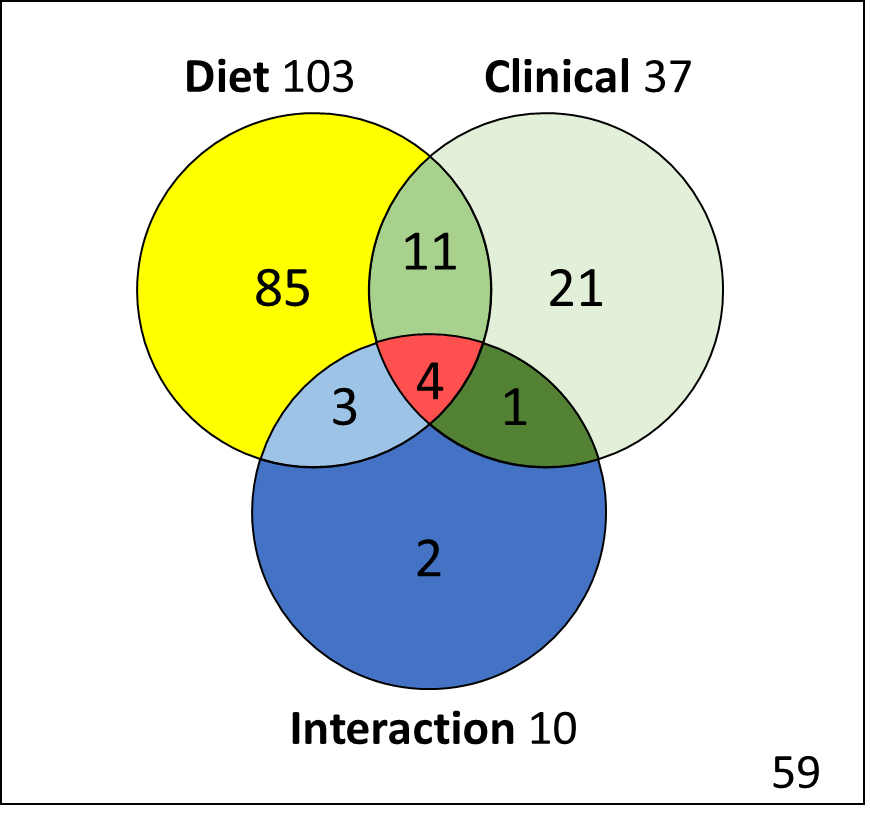 Diet 103
Clinical 37
11
85
21
4
3
1
2
Interaction 10
59